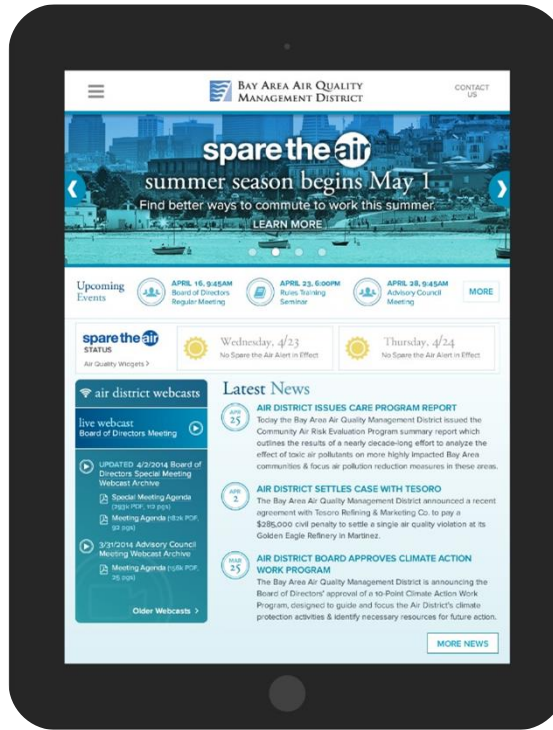 BAY AREA AIR QUALITY
MANAGEMENT DISTRICT
CONTACT
US
spare the air
summer season begins May 1
Find better ways to commute to work this summer.
LEARN MORE
Upcoming
Events
APRIL 16, 9:45AM
Board of Directors
Regular Meeting
APRIL 23, 6:00PM
Rules Training
Seminar
APRIL 28, 9:45AM
Advisory Council
Meeting
MORE
spare the air
STATUS
Air Quality Widgets >
Wednesday, 4/23
No Spare the Air Alert in Effect
Thursday, 4/24
No Spare the Air Alert in Effect
air district webcasts
live webcast
Board of Directors Meeting
UPDATED 4/2/2014 Board of
Directors Special Meeting
Webcast Archive
Special Meeting Agenda
PDF,
Meeting Agenda
PDF,
3/31/2014 Advisory Council
Meeting Webcast Archive
Meeting Agenda
PDF,
Older Webcasts >
Latest News
APR
25
AIR DISTRICT ISSUES CARE PROGRAM REPORT
Today the Bay Area Air Quality Management District issued the
Community Air Risk Evaluation Program summary report which
outlines the results of a nearly decade-long effort to analyze the
effect of toxic air pollutants on more highly impacted Bay Area
communities & focus air pollution reduction measures in these areas.
APR
2
AIR DISTRICT SETTLES CASE WITH TESORO
The Bay Area Air Quality Management District announced a recent
agreement with Tesoro Refining & Marketing Co. to pay a
$285,000 civil penalty to settle a single air quality violation at its
Golden Eagle Refinery in Martinez.
MAR
25
AIR DISTRICT BOARD APPROVES CLIMATE ACTION
WORK PROGRAM
The Bay Area Air Quality Management District is announcing the
Board of Directors' approval of a 10-Point Climate Action Work
Program, designed to guide and focus the Air District's climate
protection activities & identify necessary resources for future action.
MORE NEWS